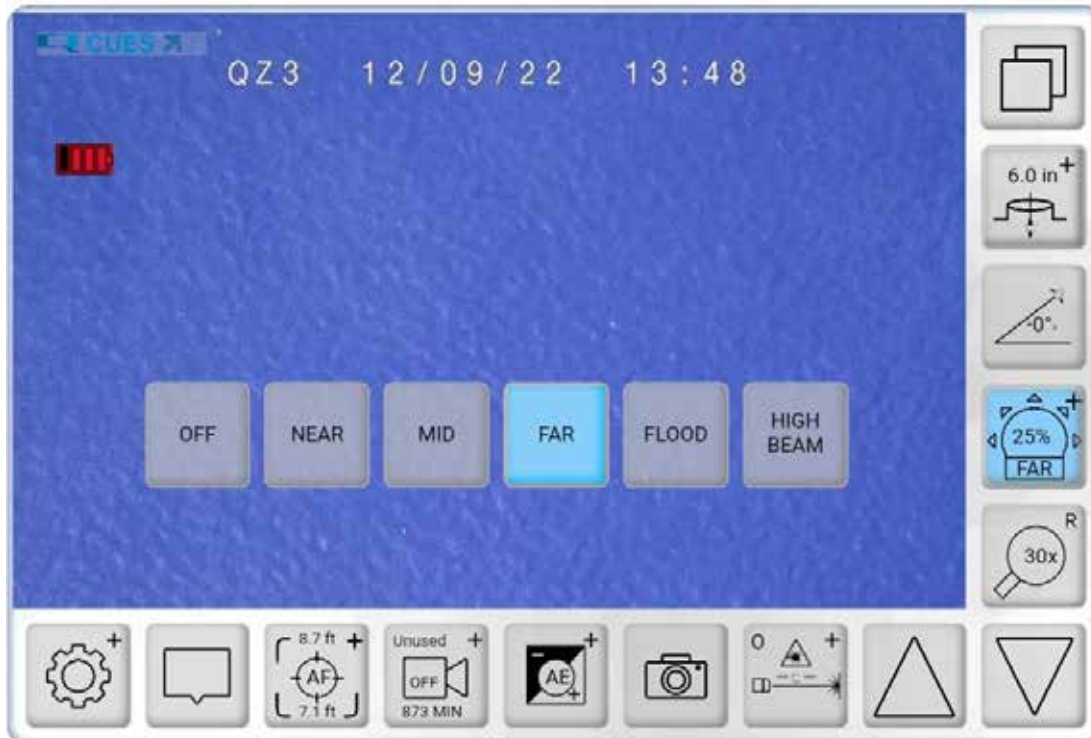 CUES
QZ3 12/09/22 13:48
6.0 in +
-0°
OFF
NEAR
MID
FAR
FLOOD
HIGH
BEAM
+
25%
FAR
R
30x
+
8.7 ft +
AF
7.1 ft
Unused +
OFF
873 MIN
- +
AE
+
O +